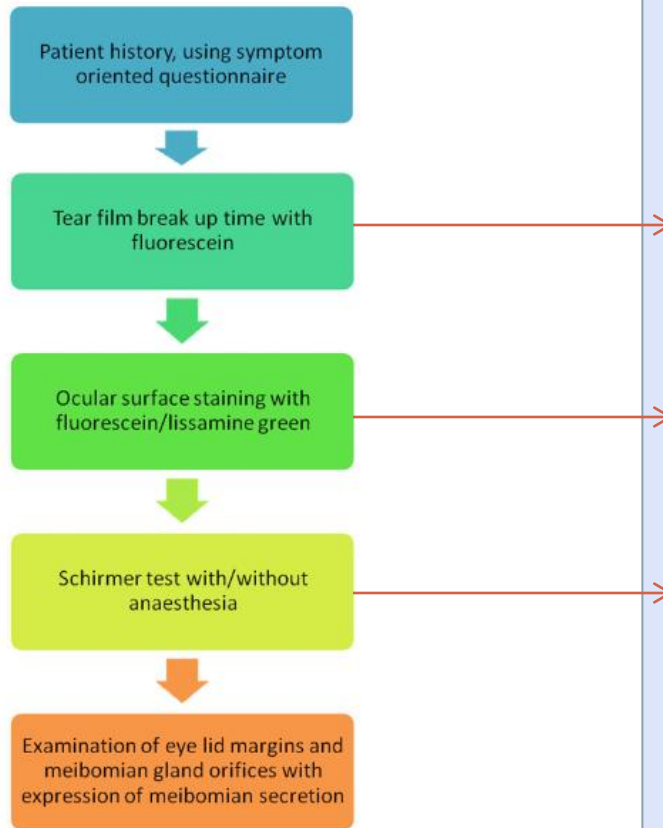 Patient history, using symptom
oriented questionnaire
Tear film break up time with
fluorescein
Ocular surface staining with
fluorescein/lissamine green
Schirmer test with/without
anaesthesia
Examination of eye lid margins and
meibomian gland orifices with
expression of meibomian secretion